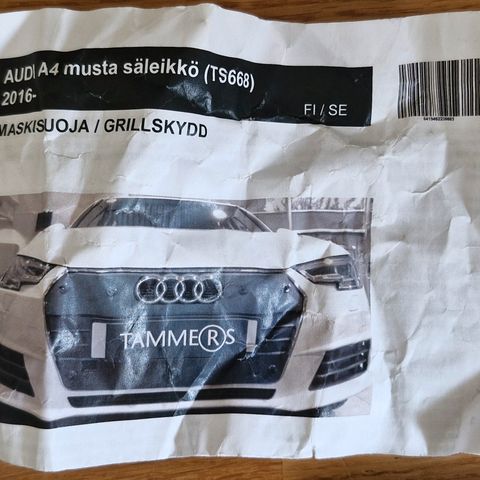 AUDI A4 musta säleikkö (TS668)
2016-
FI / SE
MASKISUOJA / GRILLSKYDD
TAMMERS